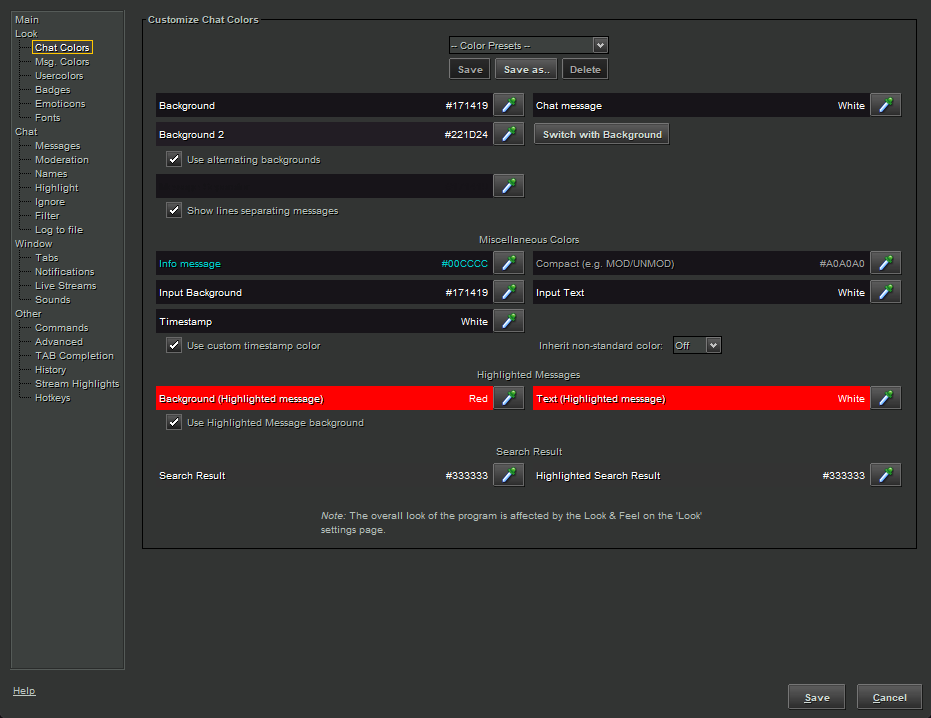 Main
Look
Chat Colors
Msg. Colors
Usercolors
Badges
Emoticons
Fonts
Chat
Messages
Moderation
Names
Highlight
Ignore
Filter
Log to file
Window
Tabs
Notifications
Live Streams
Sounds
Other
Commands
Advanced
TAB Completion
History
Stream Highlights
Hotkeys
Help
Customize Chat Colors
-- Color Presets --
Save Save as.. Delete
Background #171419 Chat message White
Background 2 #221D24 Switch with Background
Use alternating backgrounds
Show lines separating messages
Miscellaneous Colors
Info message #00CCCC Compact (e.g. MOD/UNMOD) #A0A0A0
Input Background #171419 Input Text White
Timestamp White
Use custom timestamp color Inherit non-standard color: Off
Highlighted Messages
Background (Highlighted message) Red Text (Highlighted message) White
Use Highlighted Message background
Search Result
Search Result #333333 Highlighted Search Result #333333
Note: The overall look of the program is affected by the Look & Feel on the 'Look'
settings page.
Save Cancel